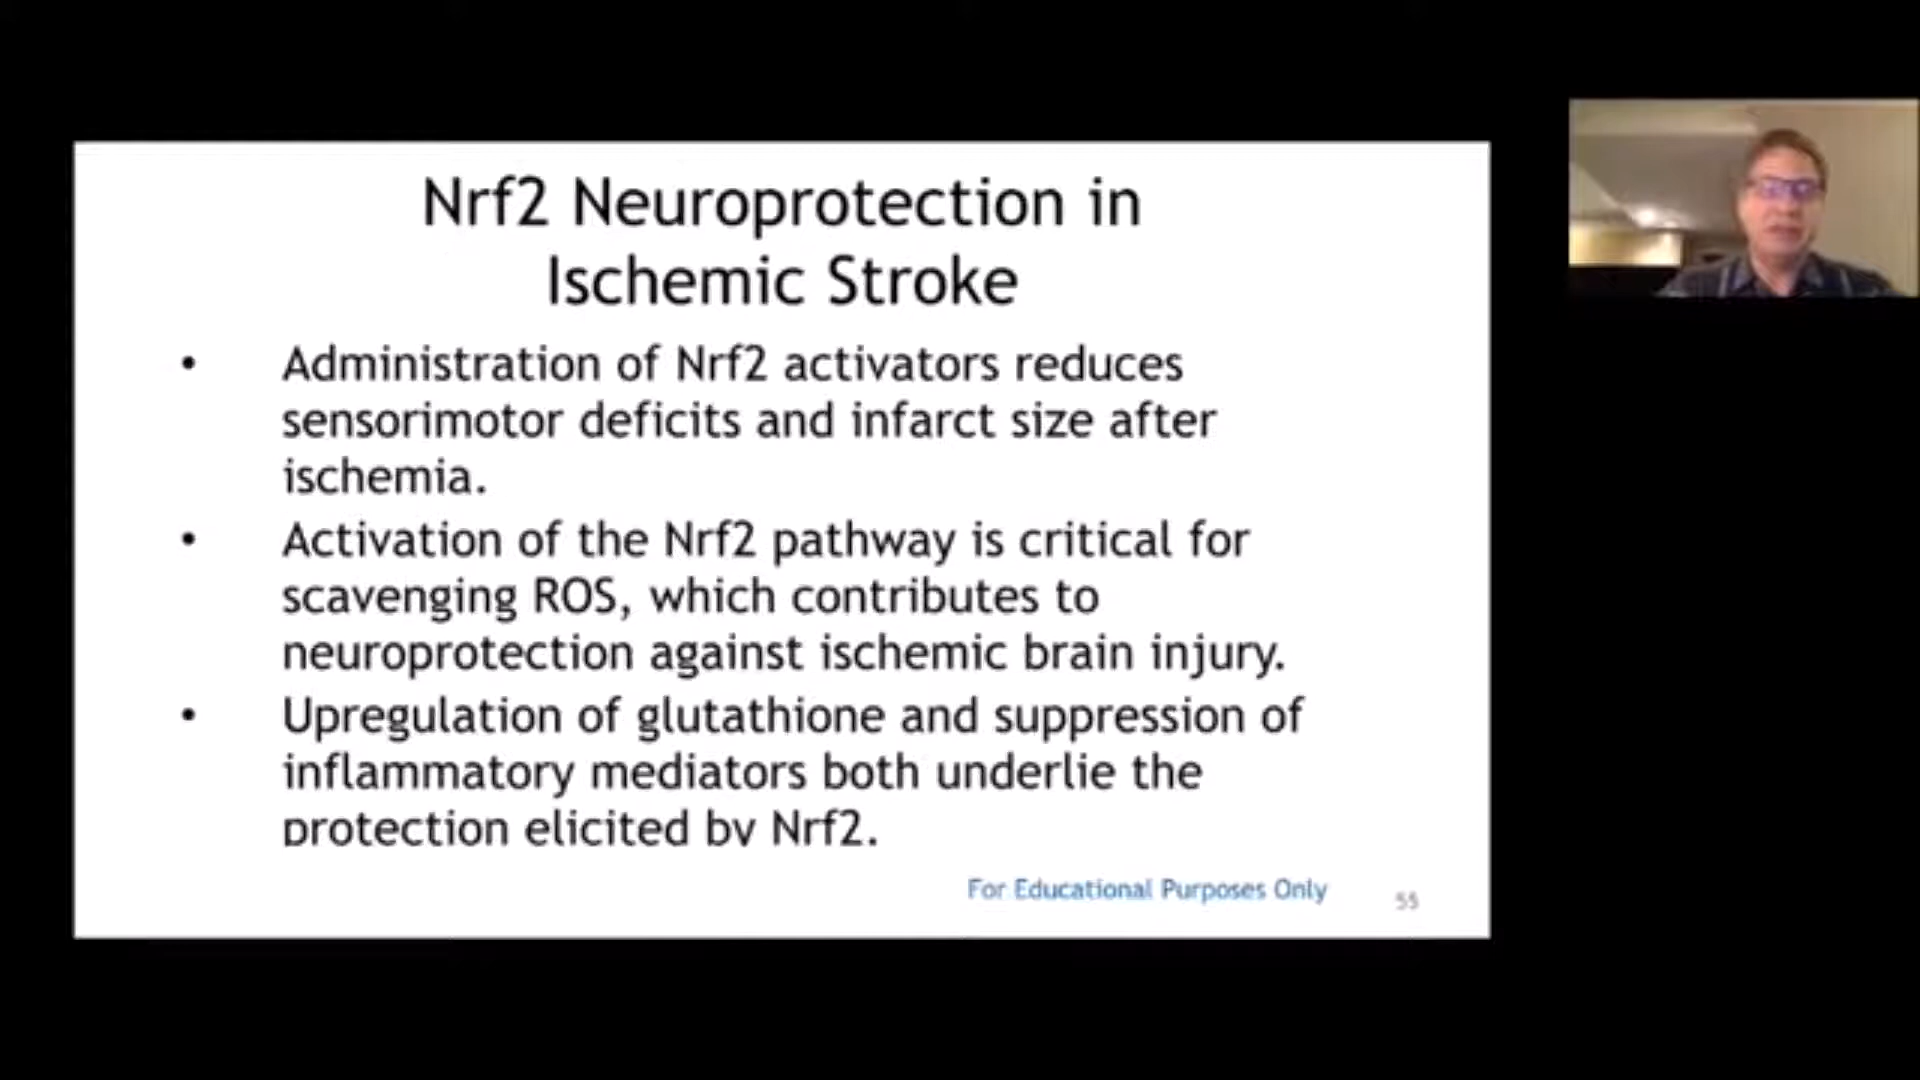 Nrf2 Neuroprotection in
Ischemic Stroke
• Administration of Nrf2 activators reduces
sensorimotor deficits and infarct size after
ischemia.
• Activation of the Nrf2 pathway is critical for
scavenging ROS, which contributes to
neuroprotection against ischemic brain injury.
• Upregulation of glutathione and suppression of
inflammatory mediators both underlie the
protection elicited by Nrf2.
For Educational Purposes Only
55